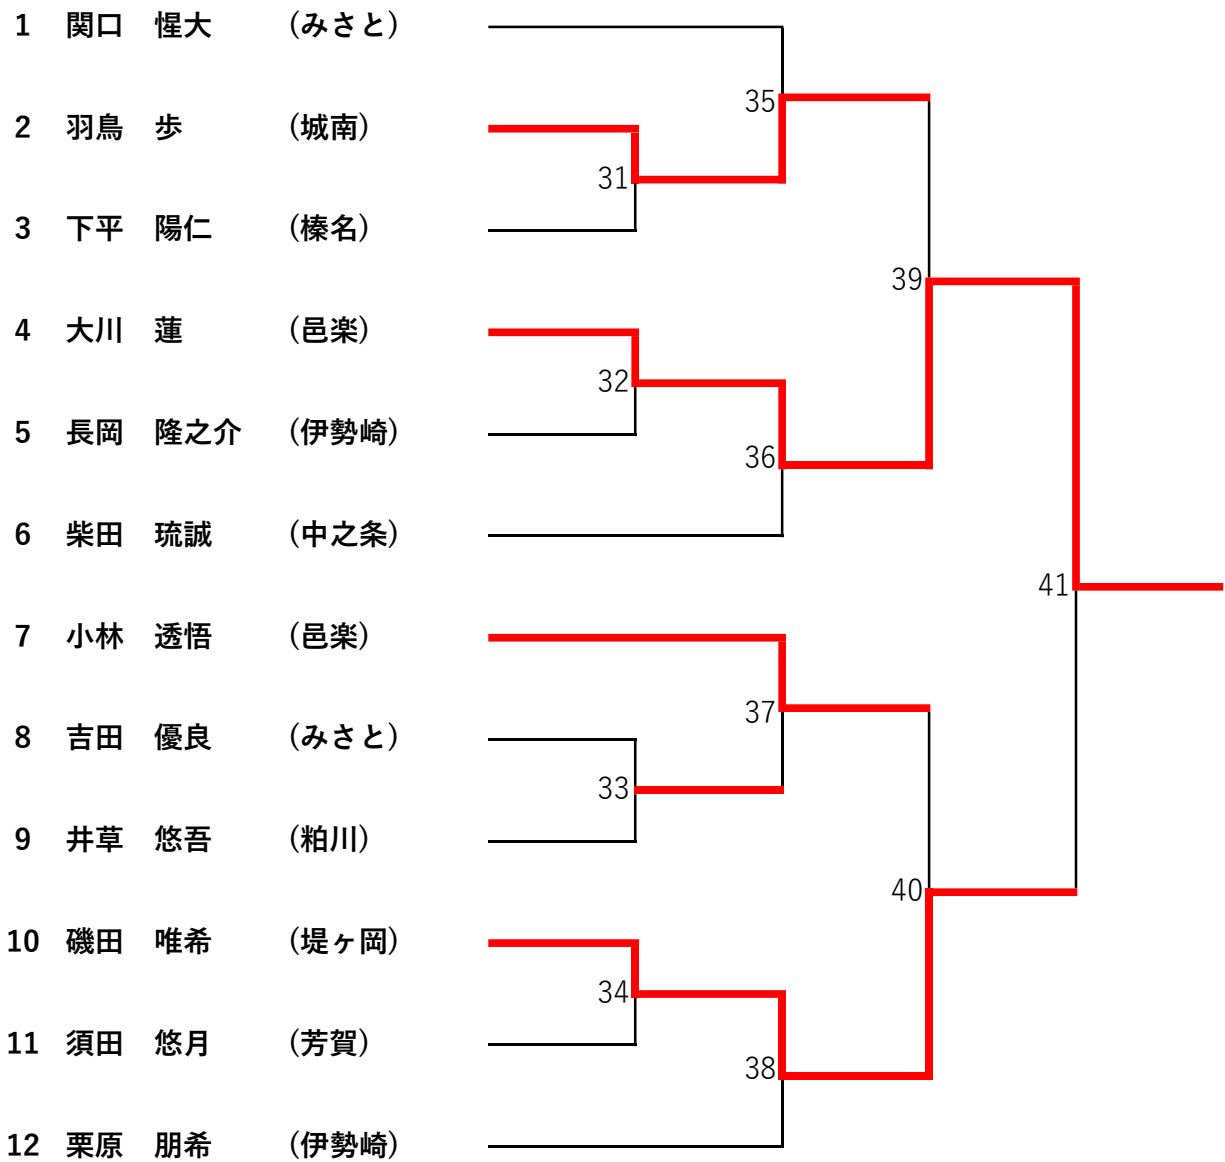 1 関口 惺大 (みさと)
35
2 羽鳥 歩 (城南)
31
3 下平 陽仁 (榛名)
39
4 大川 蓮 (邑楽)
32
5 長岡 隆之介 (伊勢崎)
36
6 柴田 琉誠 (中之条)
41
7 小林 透悟 (邑楽)
37
8 吉田 優良 (みさと)
33
9 井草 悠吾 (粕川)
40
10 磯田 唯希 (堤ヶ岡)
34
11 須田 悠月 (芳賀)
38
12 栗原 朋希 (伊勢崎)